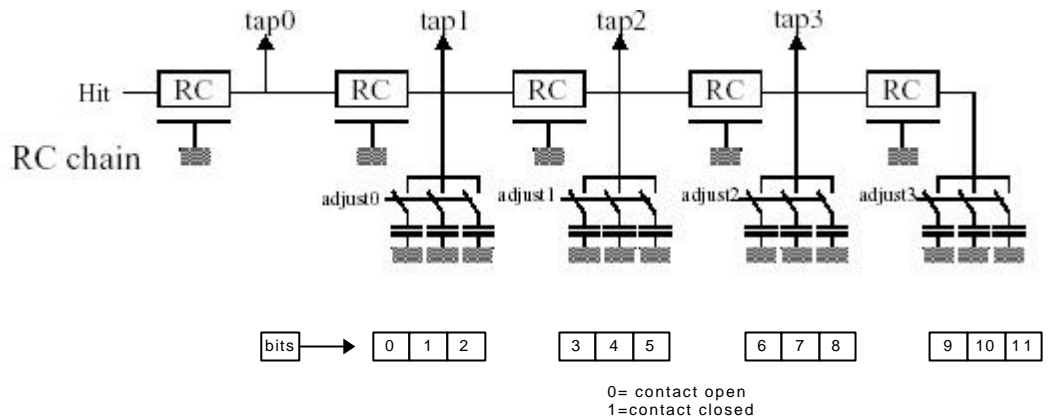 tap0 tap1 tap2 tap3
Hit RC RC RC RC RC
RC chain
adjust0 adjust1 adjust2 adjust3
bits 0 1 2 3 4 5 6 7 8 9 10 11
0= contact open
1=contact closed